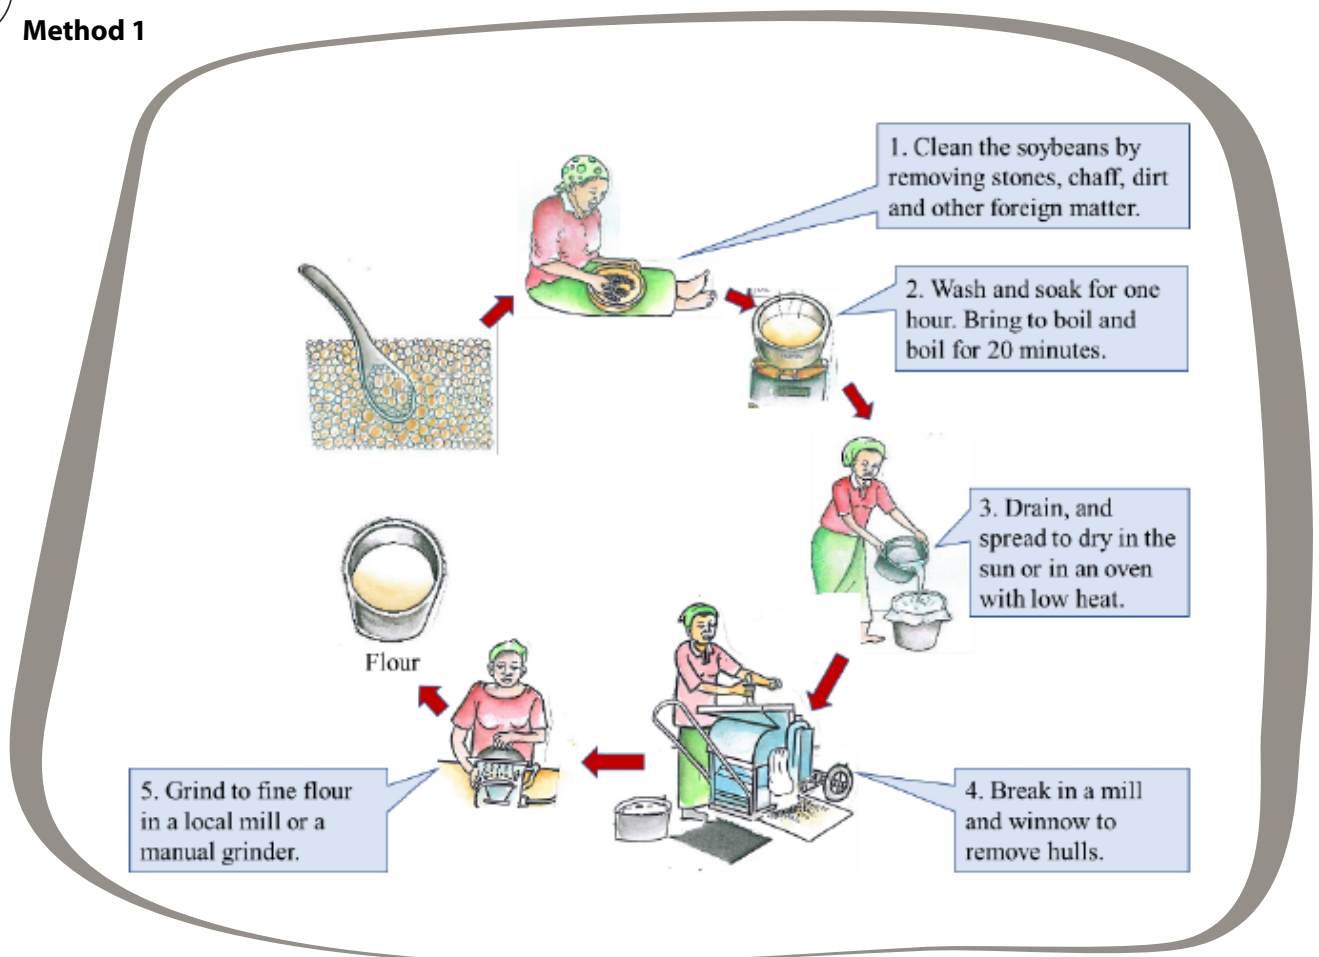 Method 1
1. Clean the soybeans by
removing stones, chaff, dirt
and other foreign matter.
2. Wash and soak for one
hour. Bring to boil and
boil for 20 minutes.
3. Drain, and
spread to dry in the
sun or in an oven
with low heat.
4. Break in a mill
and winnow to
remove hulls.
5. Grind to fine flour
in a local mill or a
manual grinder.
Flour